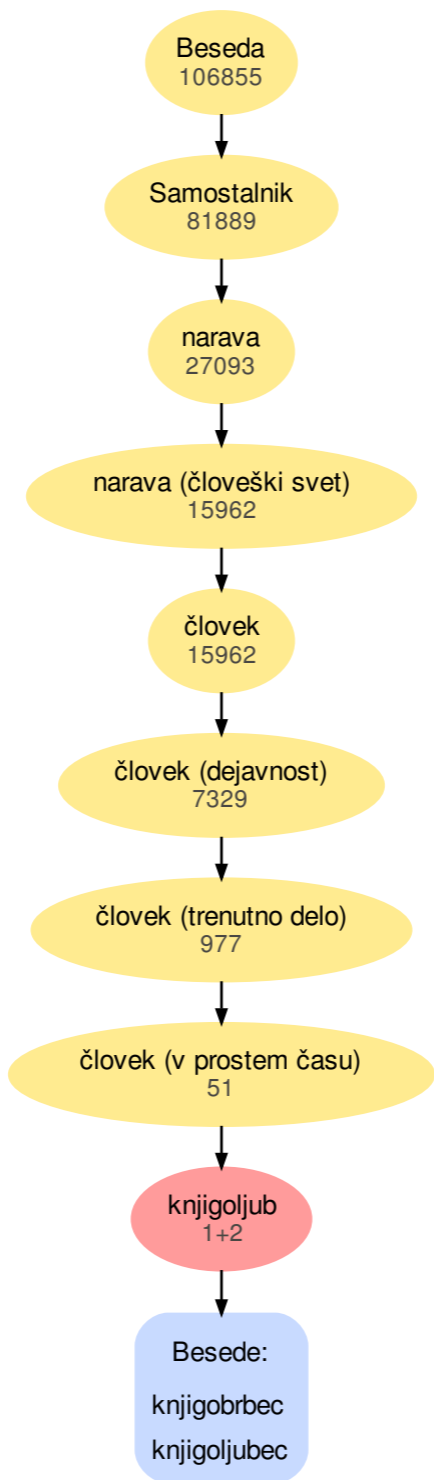 Beseda
106855
Samostalnik
81889
narava
27093
narava (človeški svet)
15962
človek
15962
človek (dejavnost)
7329
človek (trenutno delo)
977
človek (v prostem času)
51
knjigoljub
1+2
Besede:
knjigobrbec
knjigoljubec